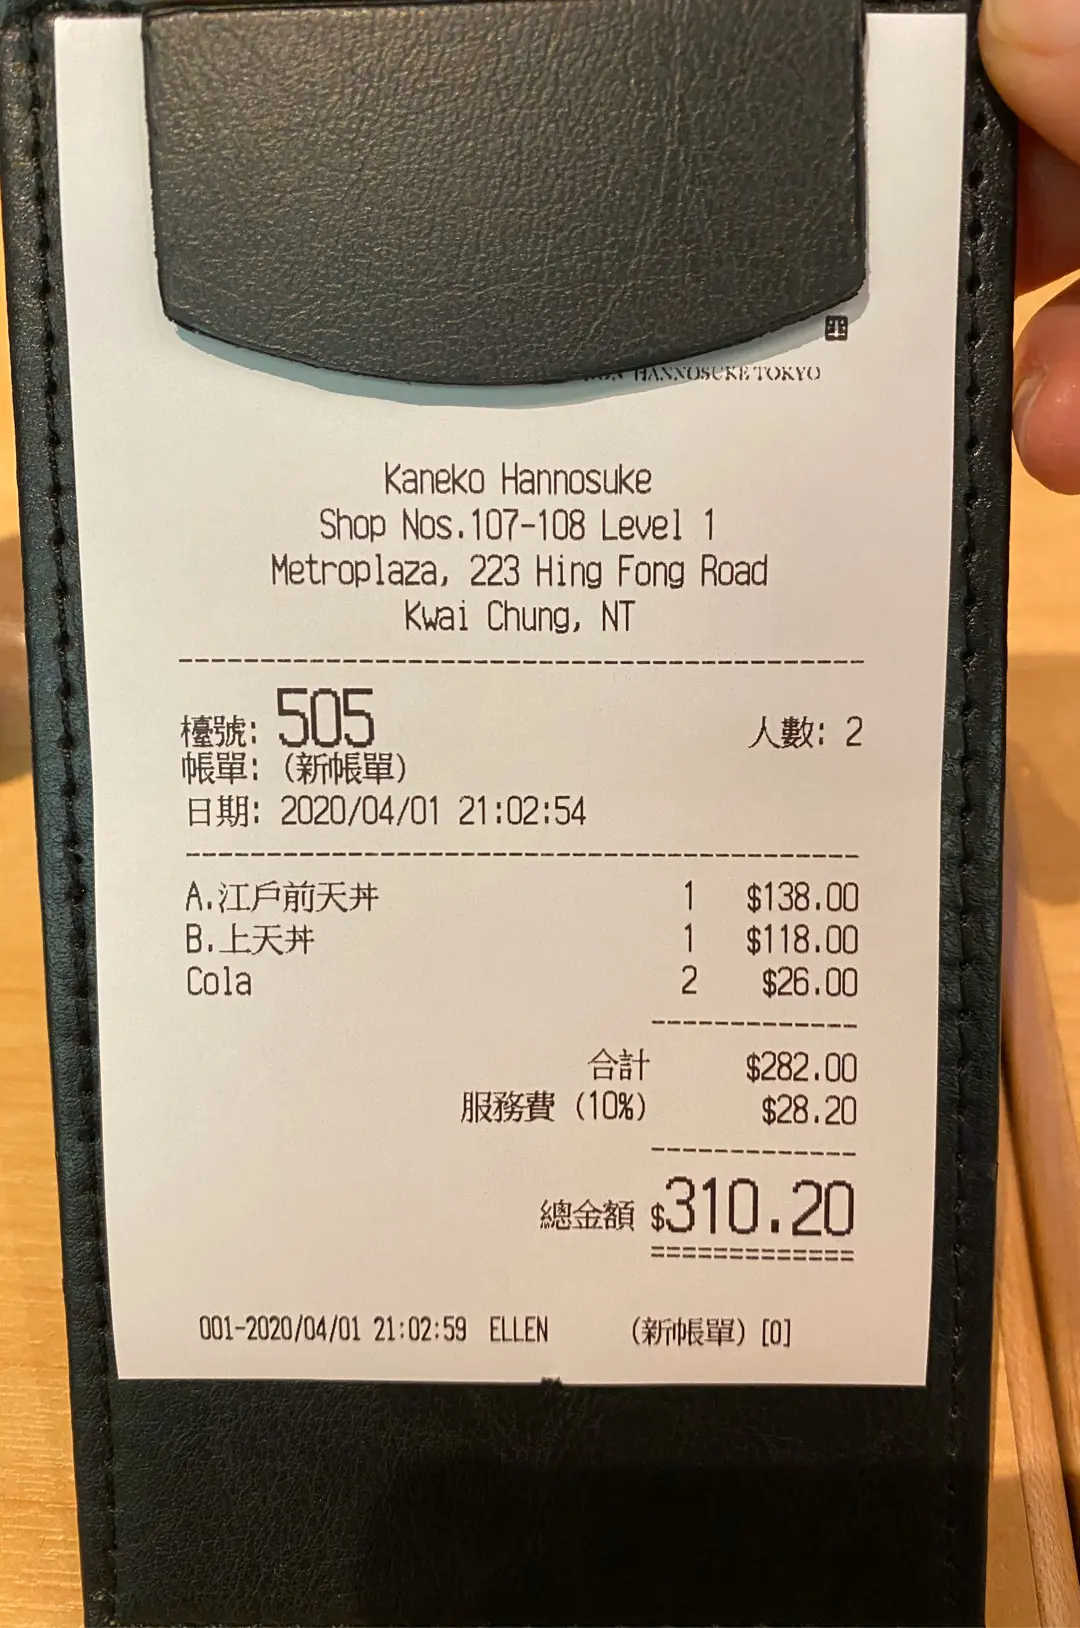 HANNOSUKE TOKYO
Kaneko Hannosuke
Shop Nos.107-108 Level 1
Metroplaza, 223 Hing Fong Road
Kwai Chung, NT
檯號: 505 人數: 2
帳單: (新帳單)
日期: 2020/04/01 21:02:54
A.江戶前天丼 1 $138.00
B.上天丼 1 $118.00
Cola 2 $26.00
合計 $282.00
服務費 (10%) $28.20
總金額 $310.20
001-2020/04/01 21:02:59 ELLEN (新帳單) [0]